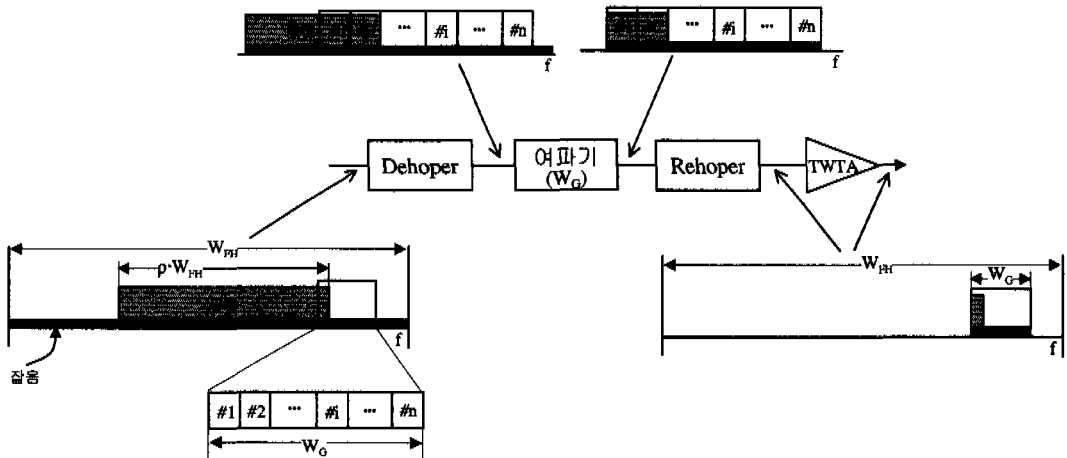 ... #i ... #n
f
... #i ... #n
f
Dehoper
여파기
(W_G)
Rehoper
TWTA
W_FH
ρ·W_FH
f
잡음
#1 #2 ... #i ... #n
W_G
W_FH
W_G
f